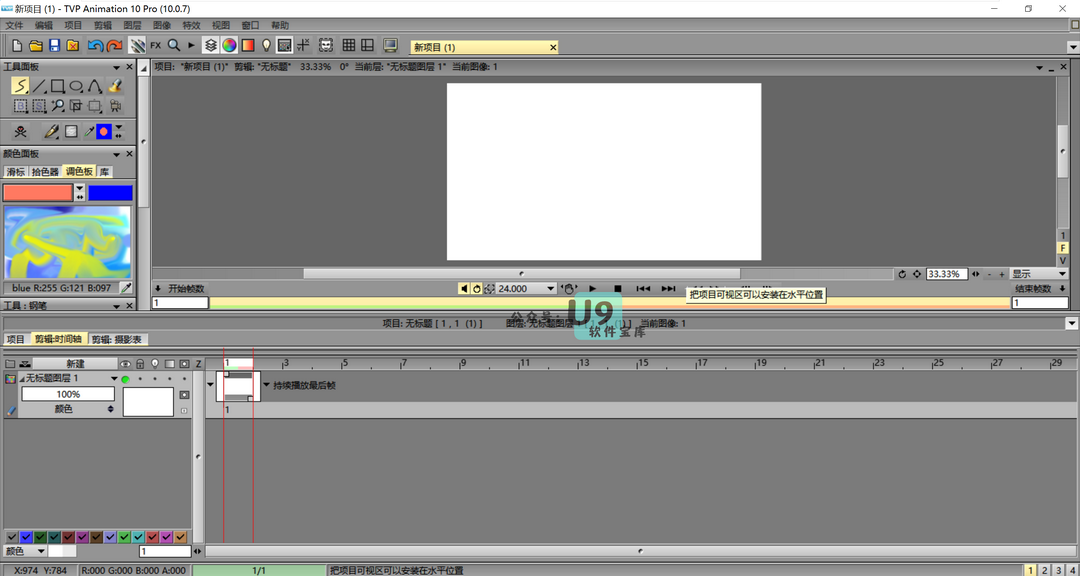 新项目 (1) - TVP Animation 10 Pro (10.0.7)
文件 编辑 项目 剪辑 图层 图像 特效 视图 窗口 帮助
FX
新项目 (1)
工具面板
项目: "新项目 (1)" 剪辑: "无标题" 33.33% 0° 当前层: "无标题图层 1" 当前图像: 1
颜色面板
滑标 拾色器 调色板 库
blue R:255 G:121 B:097
工具 : 钢笔
1
F
V
33.33% - + 显示
开始帧数 24.000 结束帧数
1 把项目可视区可以安装在水平位置 1
公众号: U9 软件宝库
项目: 无标题 [ 1 , 1 (1) ] 图层: 无标题图层 [ 1 , 1 (1) ] 当前图像: 1
项目 剪辑:时间轴 剪辑: 摄影表
新建 Z 1 3 5 7 9 11 13 15 17 19 21 23 25 27 29
无标题图层 1
持续播放最后帧
100%
颜色 1
颜色 1
X:974 Y:784 R:000 G:000 B:000 A:000 1/1 把项目可视区可以安装在水平位置 1 2 3 4